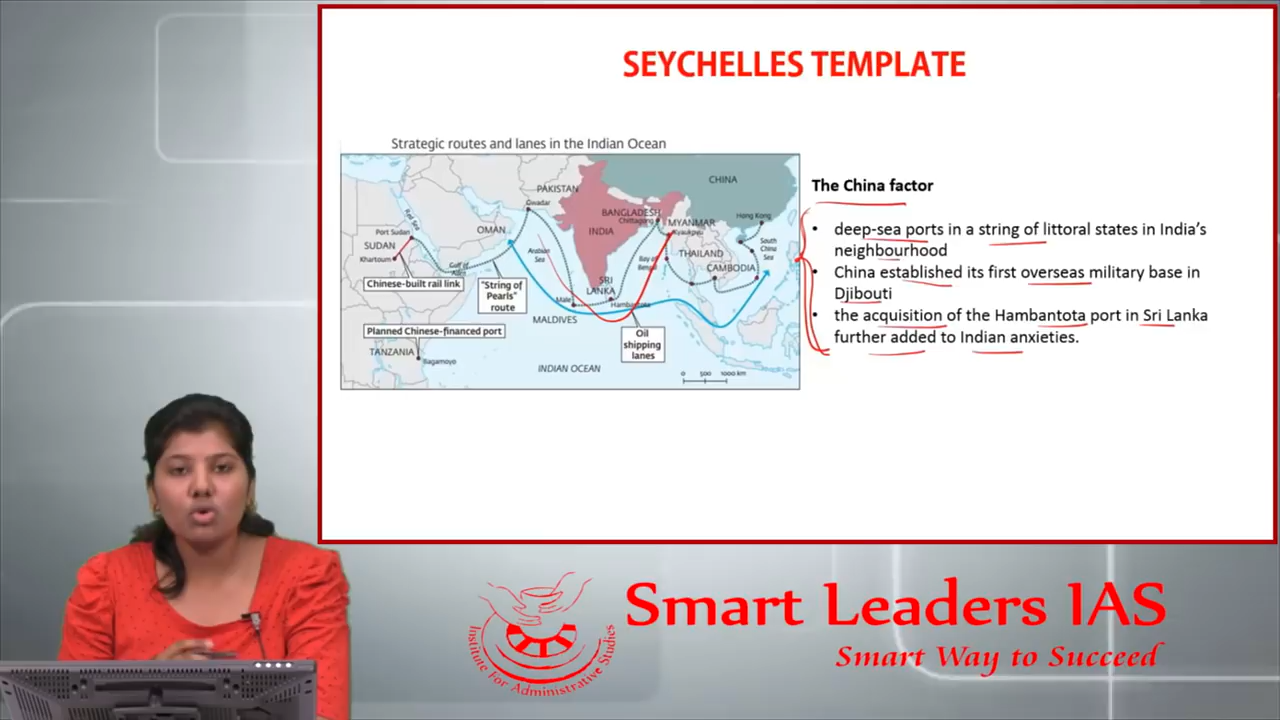 SEYCHELLES TEMPLATE
Strategic routes and lanes in the Indian Ocean
CHINA
PAKISTAN
Gwadar
BANGLADESH
Chittagong
MYANMAR
Kyaukpyu
Hong Kong
Red Sea
Port Sudan
OMAN
INDIA
SUDAN
Khartoum
Arabian
Sea
Bay of
Bengal
THAILAND
South
China
Sea
Gulf of
Aden
CAMBODIA
Chinese-built rail link
"String of
Pearls"
route
SRI
LANKA
Male
Hambantota
MALDIVES
Planned Chinese-financed port
Oil
shipping
lanes
TANZANIA
Bagamoyo
INDIAN OCEAN
0 500 1000 km
The China factor
• deep-sea ports in a string of littoral states in India's
neighbourhood
• China established its first overseas military base in
Djibouti
• the acquisition of the Hambantota port in Sri Lanka
further added to Indian anxieties.
Institute For Administrative Studies
Smart Leaders IAS
Smart Way to Succeed